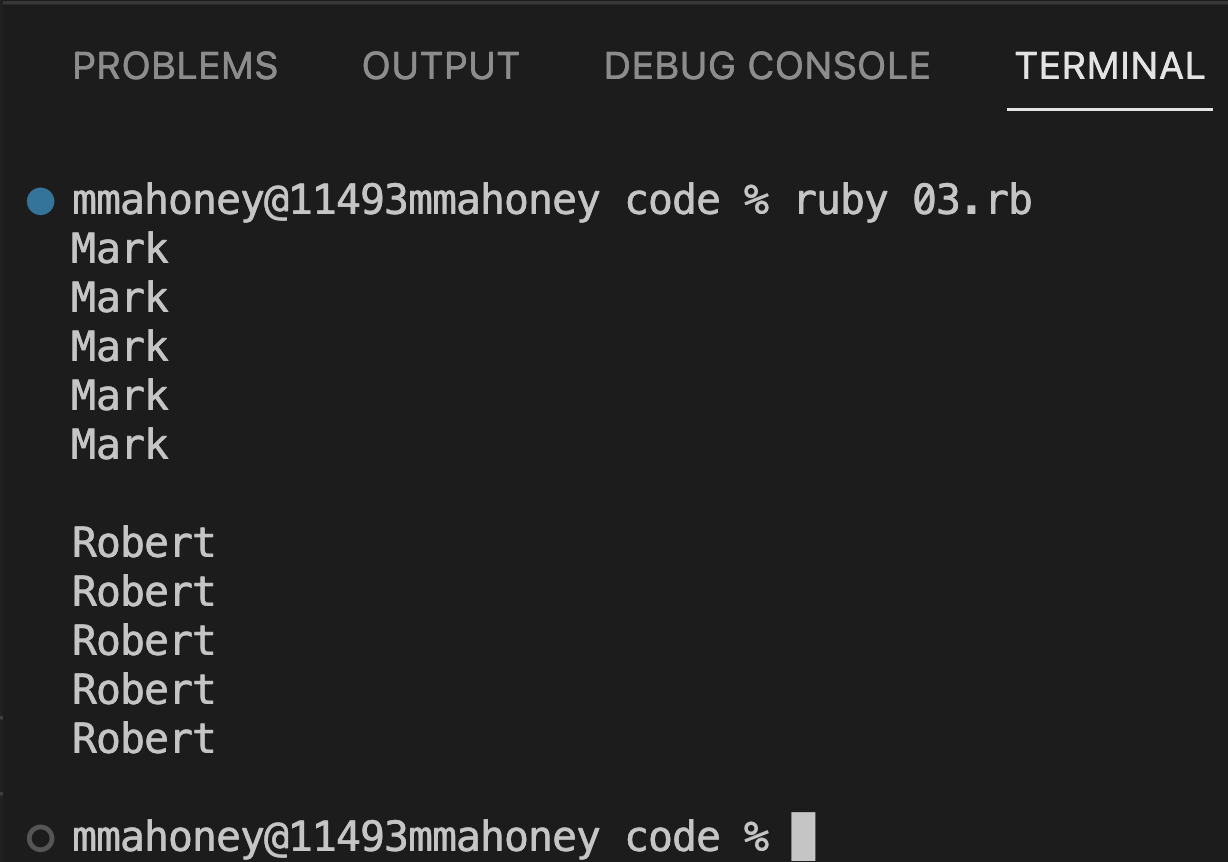 PROBLEMS OUTPUT DEBUG CONSOLE TERMINAL
mmahoney@11493mmahoney code % ruby 03.rb
Mark
Mark
Mark
Mark
Mark
Robert
Robert
Robert
Robert
Robert
mmahoney@11493mmahoney code %